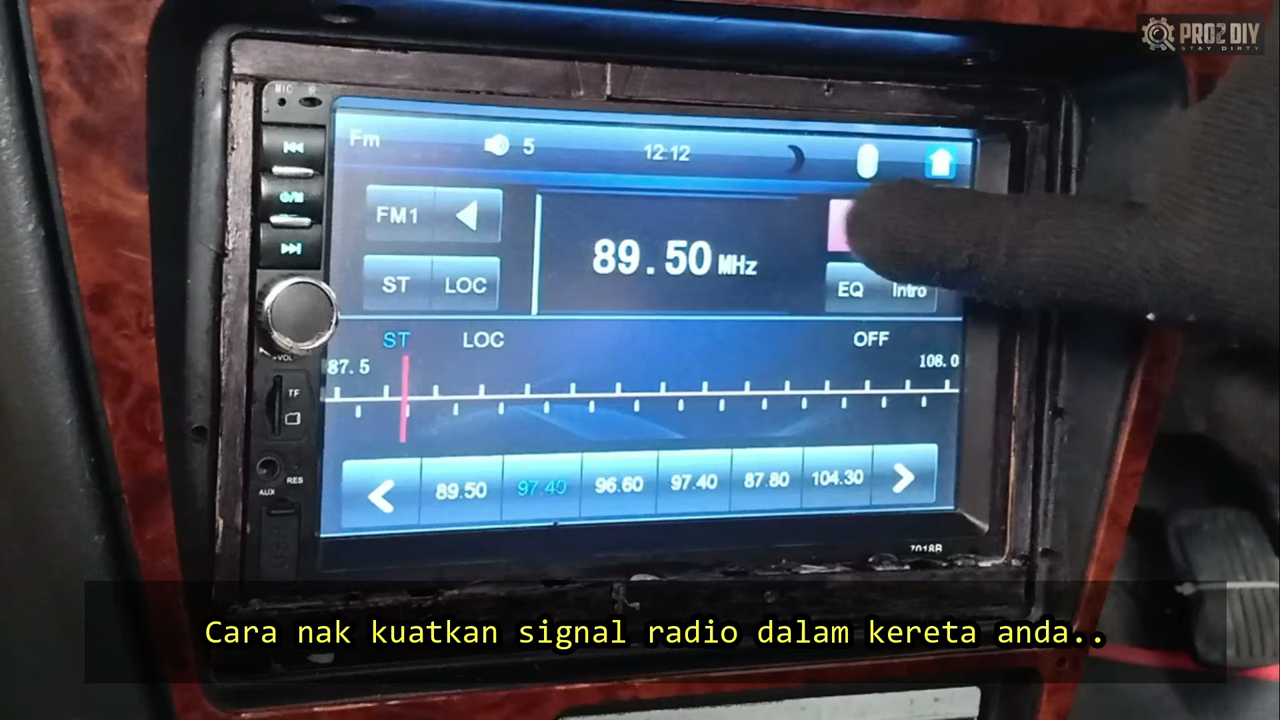 PROZ DIY
STAY DIRTY
MIC
Fm 5 12:12
FM1
89.50 MHz
ST LOC
EQ Intro
ST LOC OFF
87.5 108.0
+VOL-
TF
RES
AUX
89.50 97.40 96.60 97.40 87.80 104.30
7018B
Cara nak kuatkan signal radio dalam kereta anda..